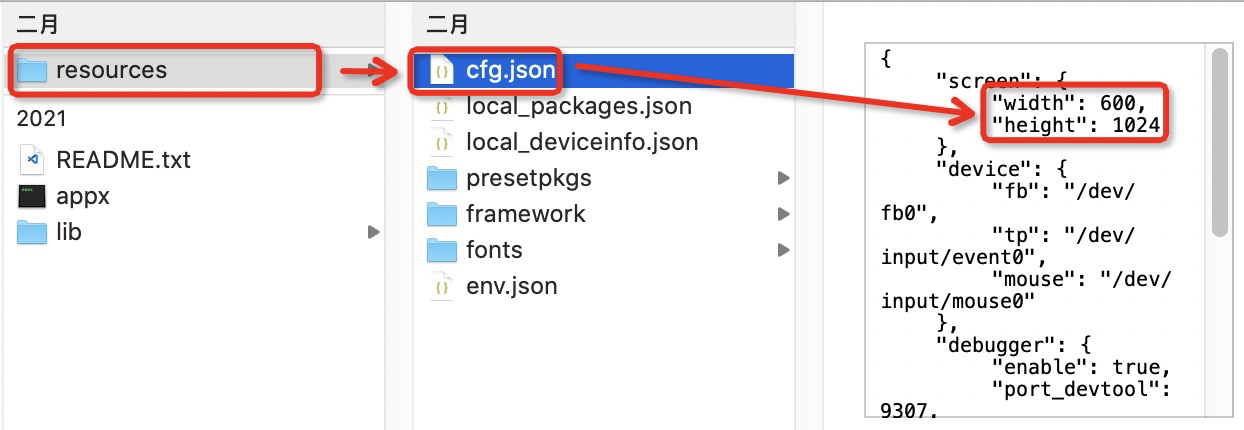 二月
resources
2021
README.txt
appx
lib
二月
cfg.json
local_packages.json
local_deviceinfo.json
presetpkgs
framework
fonts
env.json
{
"screen": {
"width": 600,
"height": 1024
},
"device": {
"fb": "/dev/
fb0",
"tp": "/dev/
input/event0",
"mouse": "/dev/
input/mouse0"
},
"debugger": {
"enable": true,
"port_devtool":
9307,